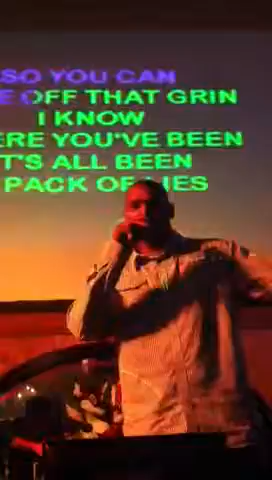 SO YOU CAN
E OFF THAT GRIN
I KNOW
ERE YOU'VE BEEN
T'S ALL BEEN
PACK OF LIES